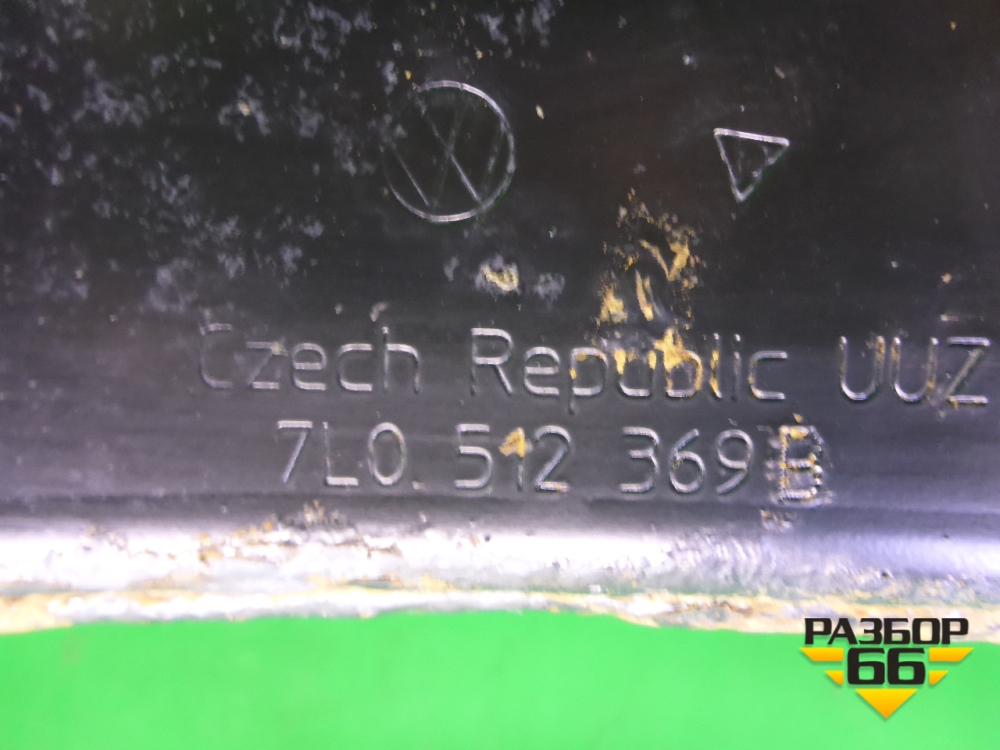 Czech Republic UUZ
7L0. 512 369
РАЗБОР
66